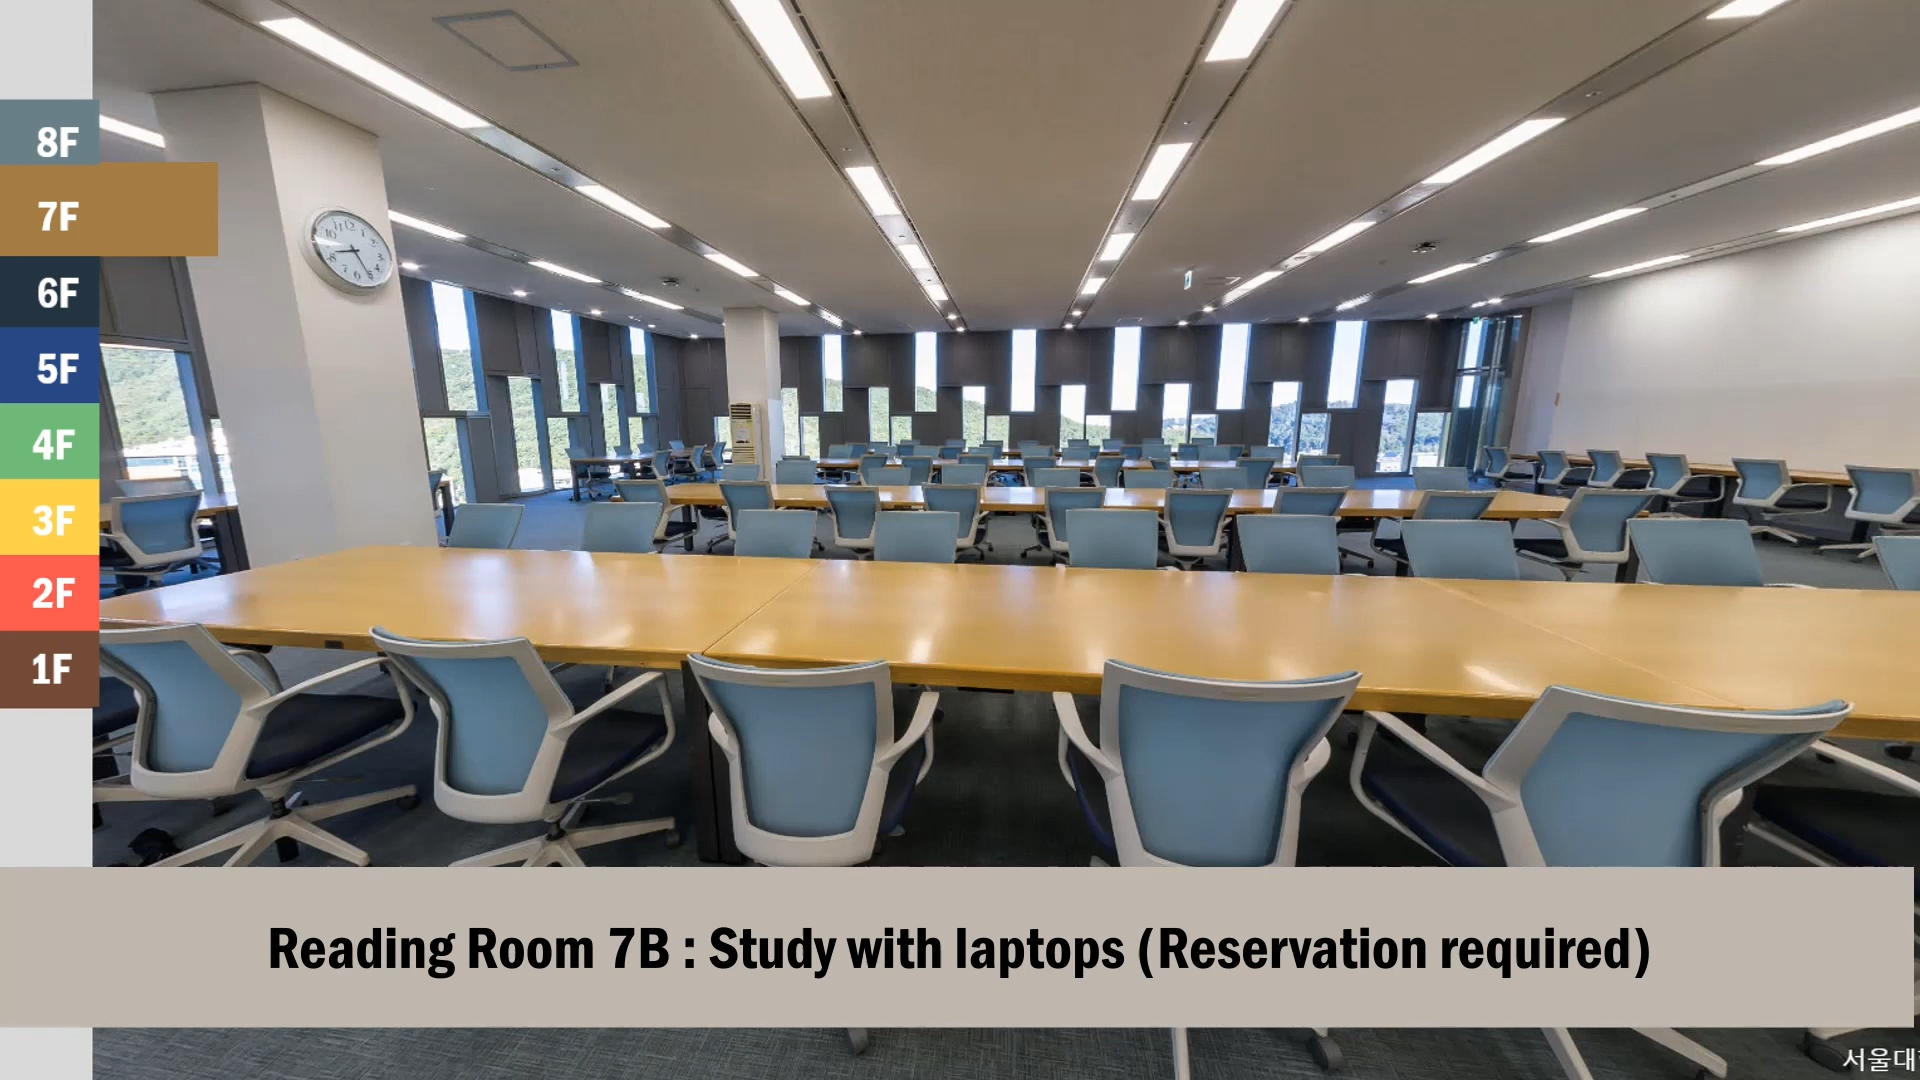 8F
7F
6F
5F
4F
3F
2F
1F
Reading Room 7B : Study with laptops (Reservation required)
서울대